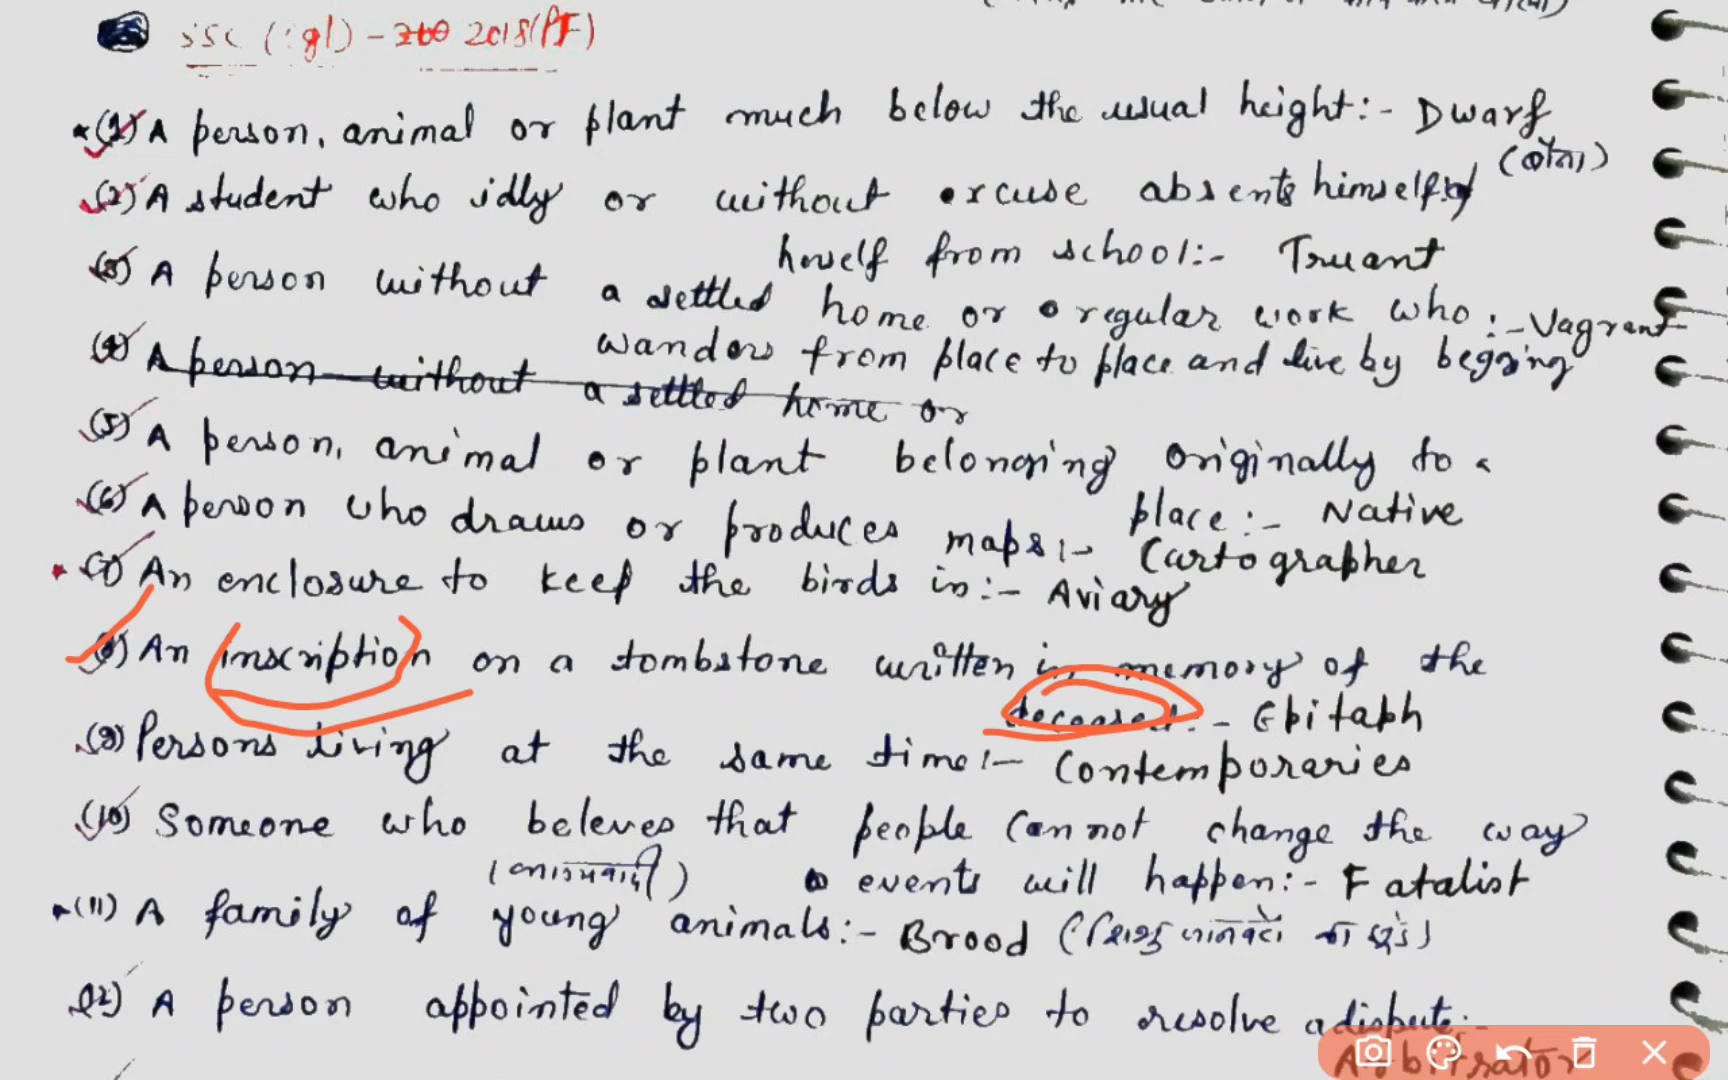 SSC (cgl) - 2018 (PT)
(1) A person, animal or plant much below the usual height:- Dwarf
(बौना)
(2) A student who idly or without excuse absents himself/
herself from school:- Truant
(3) A person without a settled home or regular work who :- Vagrant
wanders from place to place and live by begging
(4) A person without a settled home or
(5) A person, animal or plant belonging originally to a
place:- Native
(6) A person who draws or produces maps:- Cartographer
(7) An enclosure to keep the birds in:- Aviary
(8) An inscription on a tombstone written in memory of the
deceased:- Epitaph
(9) Persons living at the same time:- Contemporaries
(10) Someone who beleves that people cannot change the way
events will happen:- Fatalist
(11) A family of young animals:- Brood (शिशु जानवरों का झुंड)
(12) A person appointed by two parties to resolve a dispute:-
Arbitrator